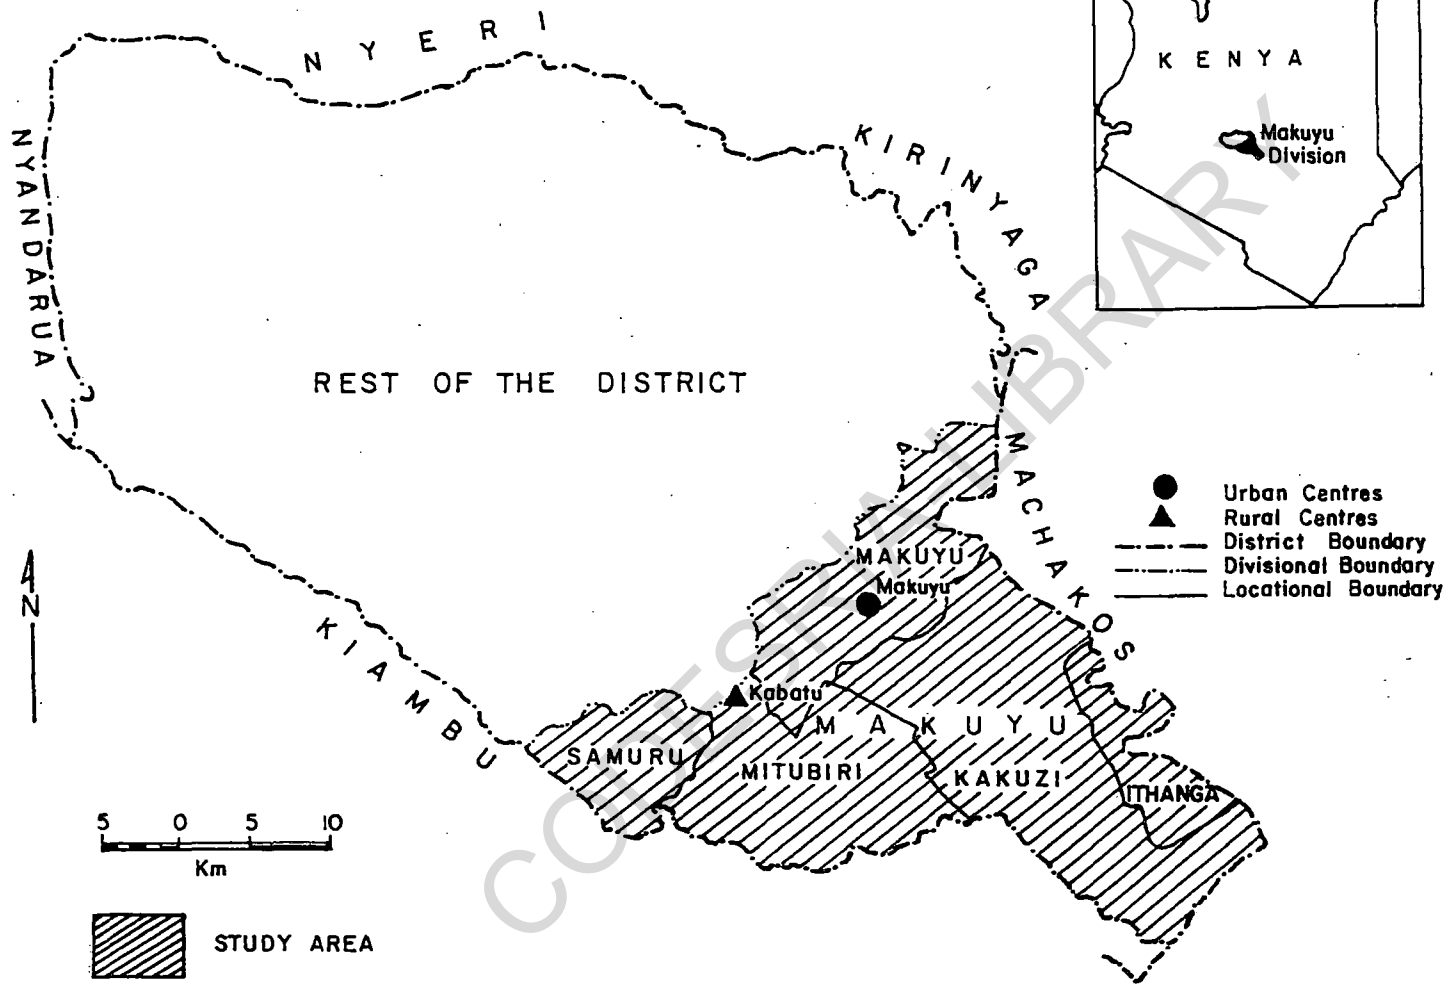 NYERI
KENYA
Makuyu
Division
KIRINYAGA
NYANDARUA
REST OF THE DISTRICT
MACHAKOS
Urban Centres
Rural Centres
District Boundary
Divisional Boundary
Locational Boundary
MAKUYU
Makuyu
N
KIAMBU
Kabatu
MAKUYU
SAMURU
MITUBIRI
KAKUZI
ITHANGA
5 0 5 10
Km
STUDY AREA
CODESRIA-LIBRARY